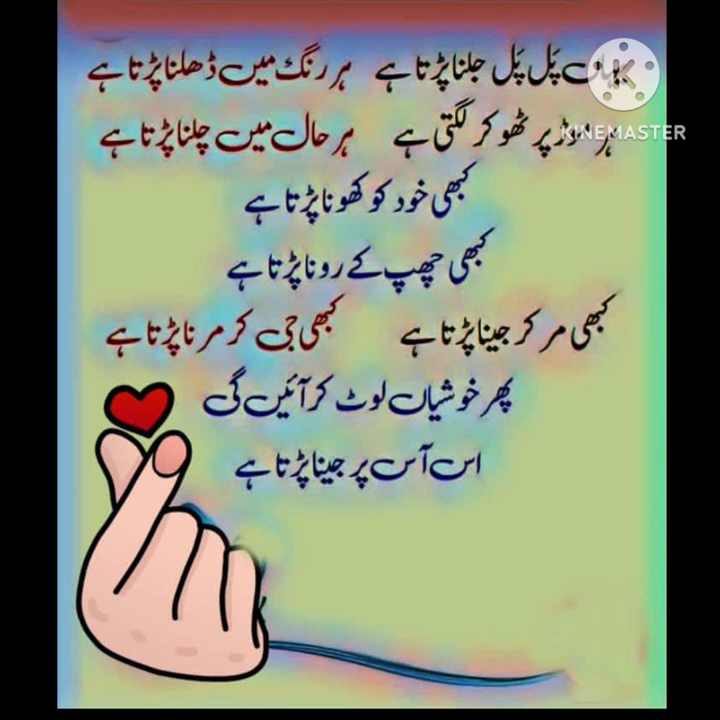 یہاں پَل پَل جلنا پڑتا ہے ہر رنگ میں ڈھلنا پڑتا ہے
KINEMASTER
ہر موڑ پر ٹھوکر لگتی ہے ہر حال میں چلنا پڑتا ہے
کبھی خود کو کھونا پڑتا ہے
کبھی چھپ کے رونا پڑتا ہے
کبھی مر کر جینا پڑتا ہے کبھی جی کر مرنا پڑتا ہے
پھر خوشیاں لوٹ کر آئیں گی
اس آس پر جینا پڑتا ہے